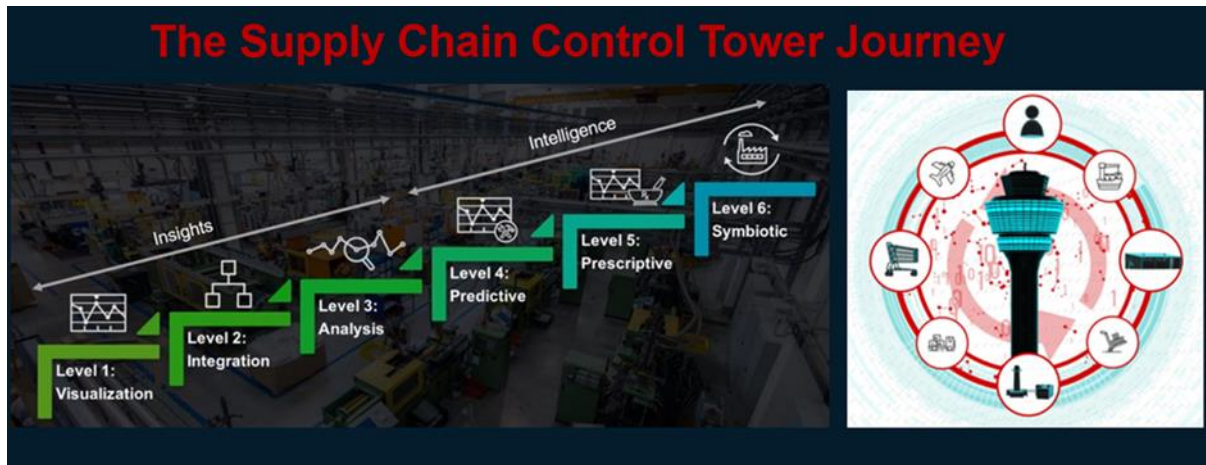 The Supply Chain Control Tower Journey
Insights
Intelligence
Level 1:
Visualization
Level 2:
Integration
Level 3:
Analysis
Level 4:
Predictive
Level 5:
Prescriptive
Level 6:
Symbiotic